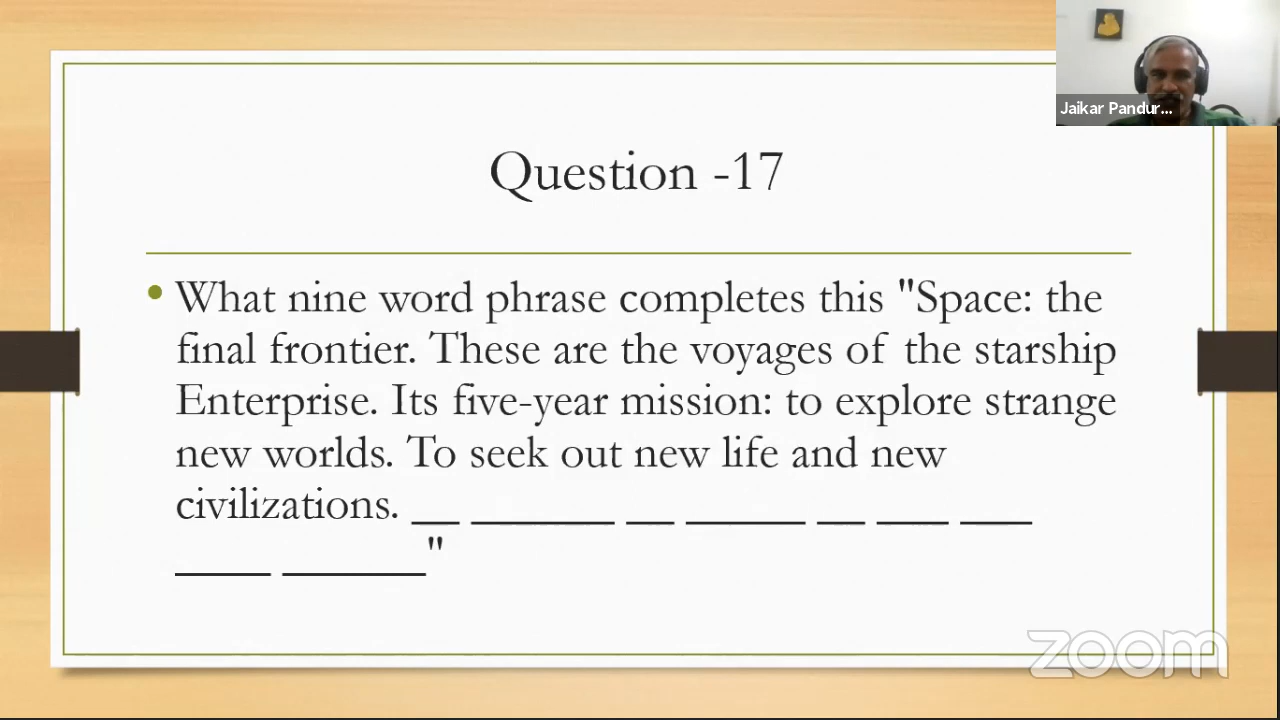 Jaikar Pandur...
Question -17
• What nine word phrase completes this "Space: the
final frontier. These are the voyages of the starship
Enterprise. Its five-year mission: to explore strange
new worlds. To seek out new life and new
civilizations. __ ______ __ _____ __ ___ ___
____ ______"
zoom